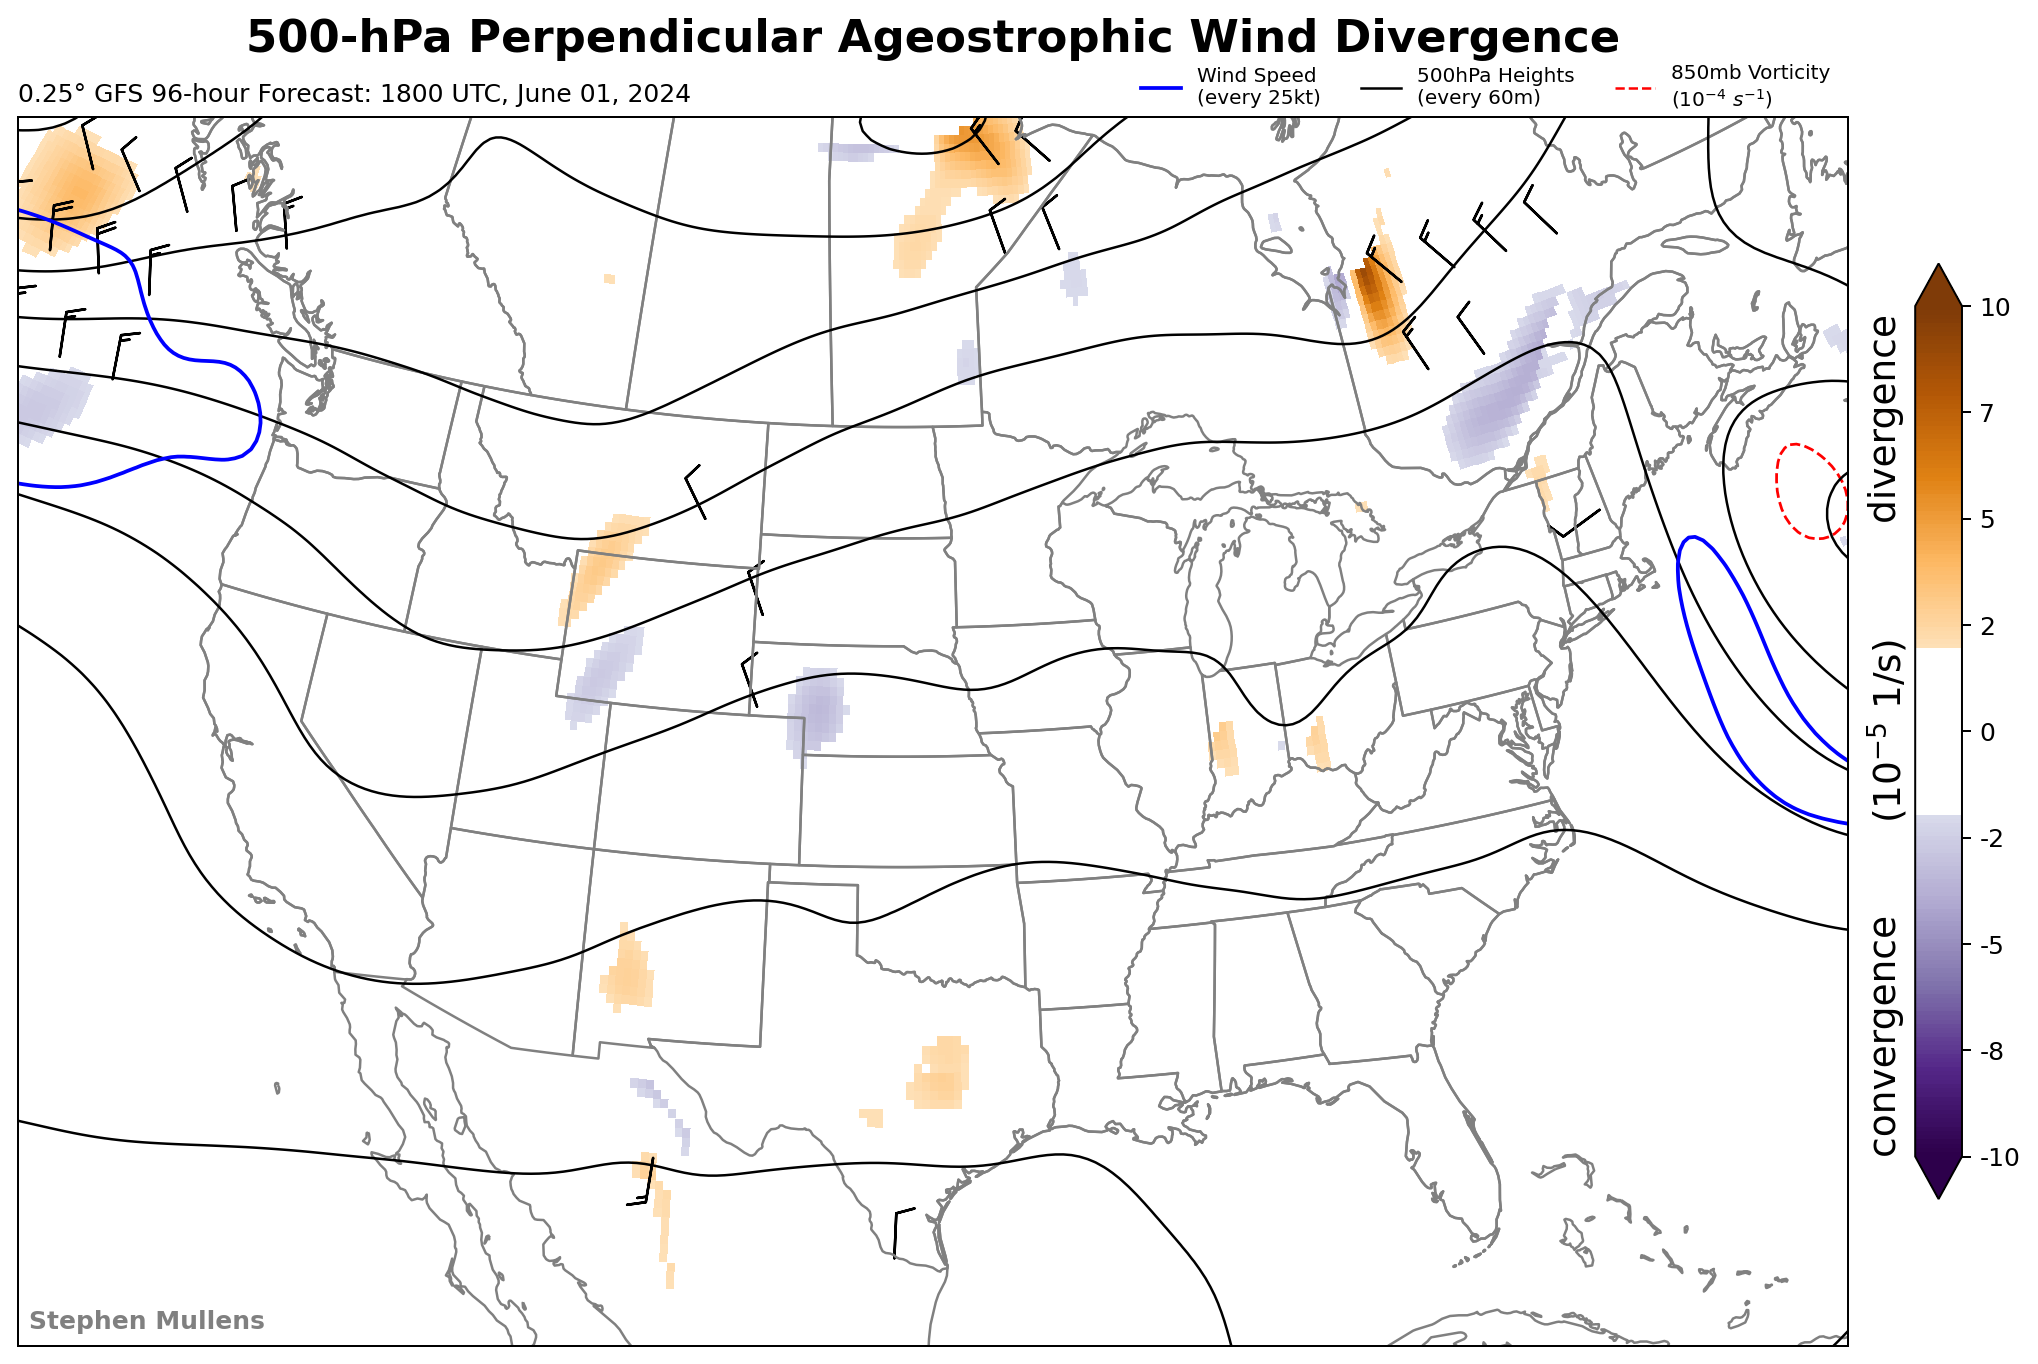 500-hPa Perpendicular Ageostrophic Wind Divergence
0.25° GFS 96-hour Forecast: 1800 UTC, June 01, 2024
Wind Speed
(every 25kt)
500hPa Heights
(every 60m)
850mb Vorticity
(10⁻⁴ s⁻¹)
10
7
5
2
0
-2
-5
-8
-10
convergence (10⁻⁵ 1/s) divergence
Stephen Mullens